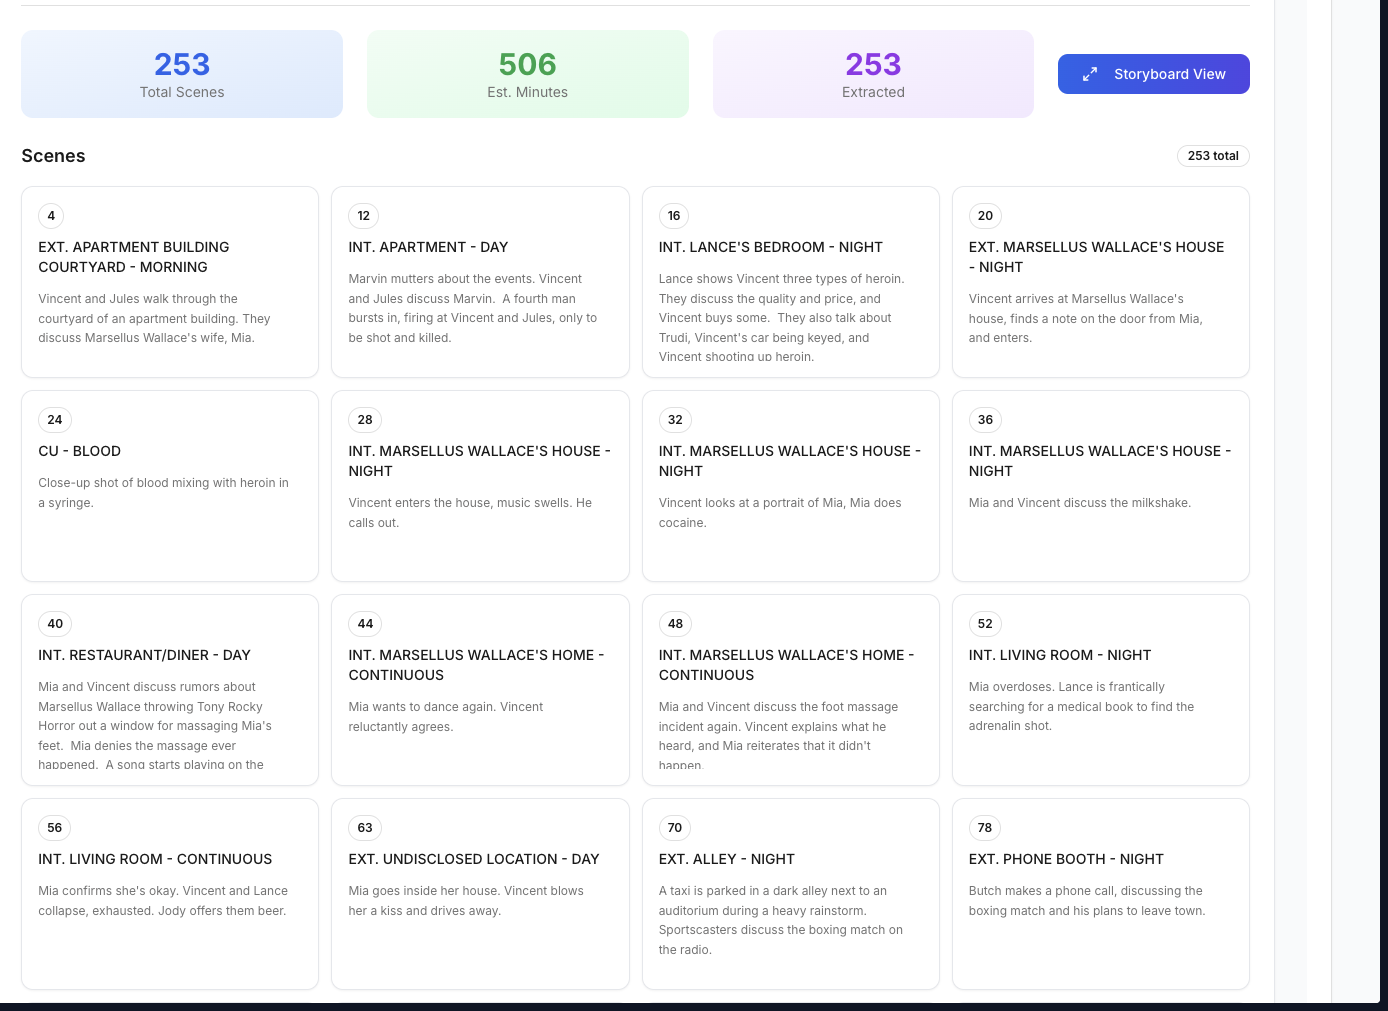 253
Total Scenes
506
Est. Minutes
253
Extracted
Storyboard View
Scenes
253 total
4
EXT. APARTMENT BUILDING
COURTYARD - MORNING
Vincent and Jules walk through the
courtyard of an apartment building. They
discuss Marsellus Wallace's wife, Mia.
12
INT. APARTMENT - DAY
Marvin mutters about the events. Vincent
and Jules discuss Marvin.  A fourth man
bursts in, firing at Vincent and Jules, only to
be shot and killed.
16
INT. LANCE'S BEDROOM - NIGHT
Lance shows Vincent three types of heroin.
They discuss the quality and price, and
Vincent buys some.  They also talk about
Trudi, Vincent's car being keyed, and
Vincent shooting up heroin.
20
EXT. MARSELLUS WALLACE'S HOUSE
- NIGHT
Vincent arrives at Marsellus Wallace's
house, finds a note on the door from Mia,
and enters.
24
CU - BLOOD
Close-up shot of blood mixing with heroin in
a syringe.
28
INT. MARSELLUS WALLACE'S HOUSE -
NIGHT
Vincent enters the house, music swells. He
calls out.
32
INT. MARSELLUS WALLACE'S HOUSE -
NIGHT
Vincent looks at a portrait of Mia, Mia does
cocaine.
36
INT. MARSELLUS WALLACE'S HOUSE -
NIGHT
Mia and Vincent discuss the milkshake.
40
INT. RESTAURANT/DINER - DAY
Mia and Vincent discuss rumors about
Marsellus Wallace throwing Tony Rocky
Horror out a window for massaging Mia's
feet.  Mia denies the massage ever
happened.  A song starts playing on the
44
INT. MARSELLUS WALLACE'S HOME -
CONTINUOUS
Mia wants to dance again. Vincent
reluctantly agrees.
48
INT. MARSELLUS WALLACE'S HOME -
CONTINUOUS
Mia and Vincent discuss the foot massage
incident again. Vincent explains what he
heard, and Mia reiterates that it didn't
happen.
52
INT. LIVING ROOM - NIGHT
Mia overdoses. Lance is frantically
searching for a medical book to find the
adrenalin shot.
56
INT. LIVING ROOM - CONTINUOUS
Mia confirms she's okay. Vincent and Lance
collapse, exhausted. Jody offers them beer.
63
EXT. UNDISCLOSED LOCATION - DAY
Mia goes inside her house. Vincent blows
her a kiss and drives away.
70
EXT. ALLEY - NIGHT
A taxi is parked in a dark alley next to an
auditorium during a heavy rainstorm.
Sportscasters discuss the boxing match on
the radio.
78
EXT. PHONE BOOTH - NIGHT
Butch makes a phone call, discussing the
boxing match and his plans to leave town.